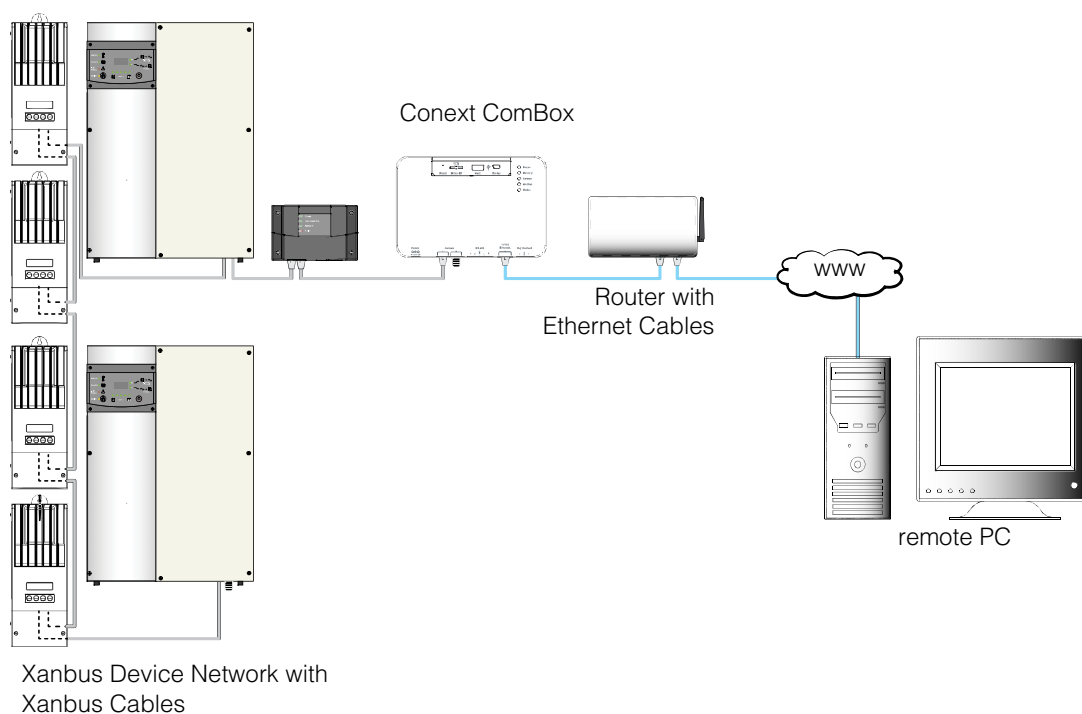 Conext ComBox
Router with
Ethernet Cables
WWW
remote PC
Xanbus Device Network with
Xanbus Cables